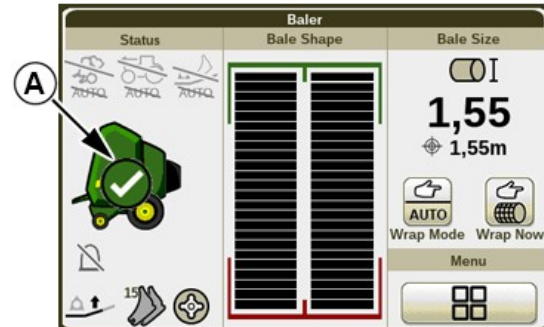 Baler
Status
Bale Shape
Bale Size
A
AUTO
AUTO
AUTO
1,55
1,55m
AUTO
Wrap Mode
Wrap Now
15
Menu